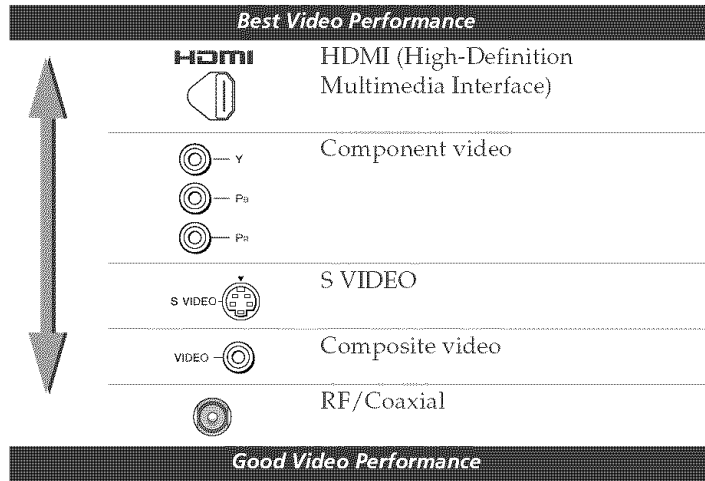 Best Video Performance
HDMI
HDMI (High-Definition
Multimedia Interface)
Component video
Y
PB
PR
S VIDEO
S VIDEO
Composite video
VIDEO
RF/Coaxial
Good Video Performance